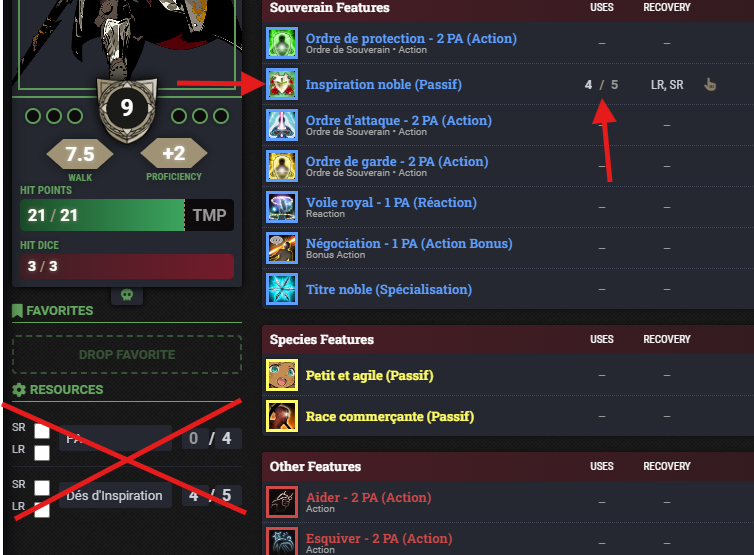 Souverain Features USES RECOVERY
Ordre de protection - 2 PA (Action) – –
Ordre de Souverain • Action
Inspiration noble (Passif) 4 / 5 LR, SR
Ordre d'attaque - 2 PA (Action) – –
Ordre de Souverain • Action
Ordre de garde - 2 PA (Action) – –
Ordre de Souverain • Action
Voile royal - 1 PA (Réaction) – –
Reaction
Négociation - 1 PA (Action Bonus) – –
Bonus Action
Titre noble (Spécialisation) – –
Species Features USES RECOVERY
Petit et agile (Passif) – –
Race commerçante (Passif) – –
Other Features USES RECOVERY
Aider - 2 PA (Action) – –
Action
Esquiver - 2 PA (Action) – –
Action
9
7.5 +2
WALK PROFICIENCY
HIT POINTS
21 / 21 TMP
HIT DICE
3 / 3
FAVORITES
DROP FAVORITE
RESOURCES
SR
LR
PA 0 / 4
SR
LR
Dés d'Inspiration 4 / 5